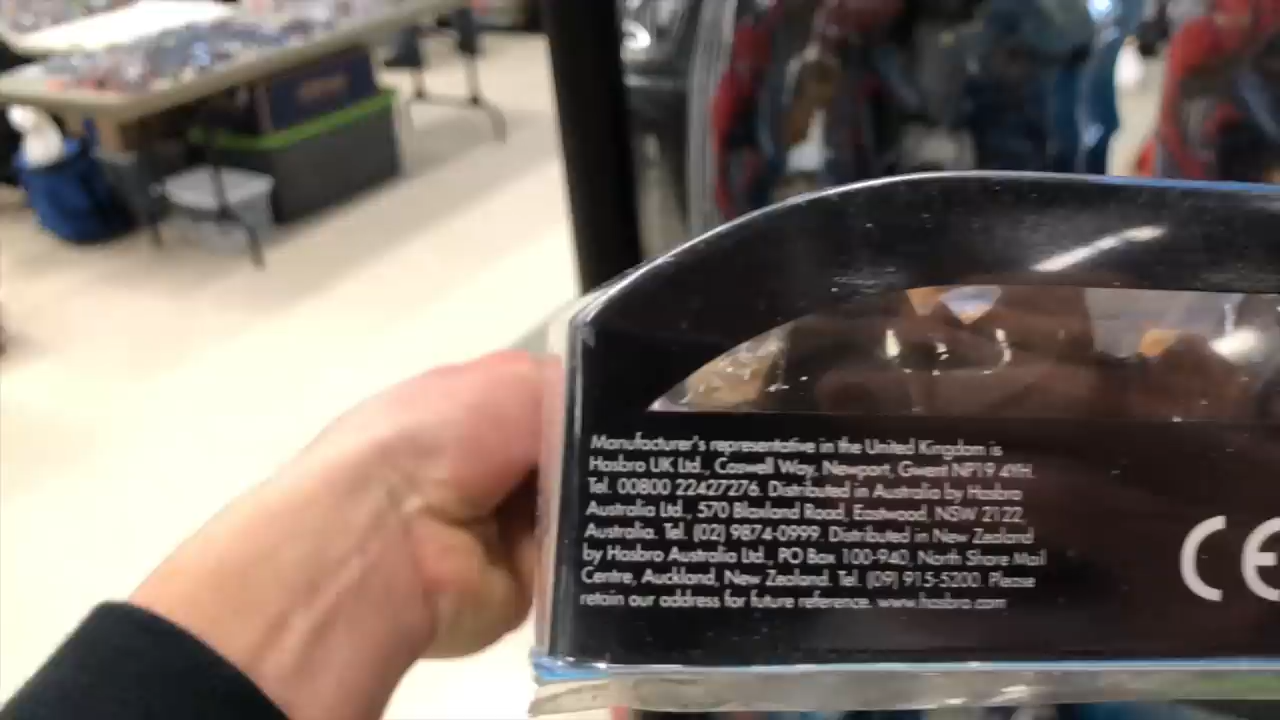 Manufacturer's representative in the United Kingdom is
Hasbro UK Ltd., Caswell Way, Newport, Gwent NP19 4YH.
Tel. 00800 22427276. Distributed in Australia by Hasbro
Australia Ltd., 570 Blaxland Road, Eastwood, NSW 2122,
Australia. Tel. (02) 9874-0999. Distributed in New Zealand
by Hasbro Australia Ltd., PO Box 100-940, North Shore Mail
Centre, Auckland, New Zealand. Tel. (09) 915-5200. Please
retain our address for future reference. www.hasbro.com
CE